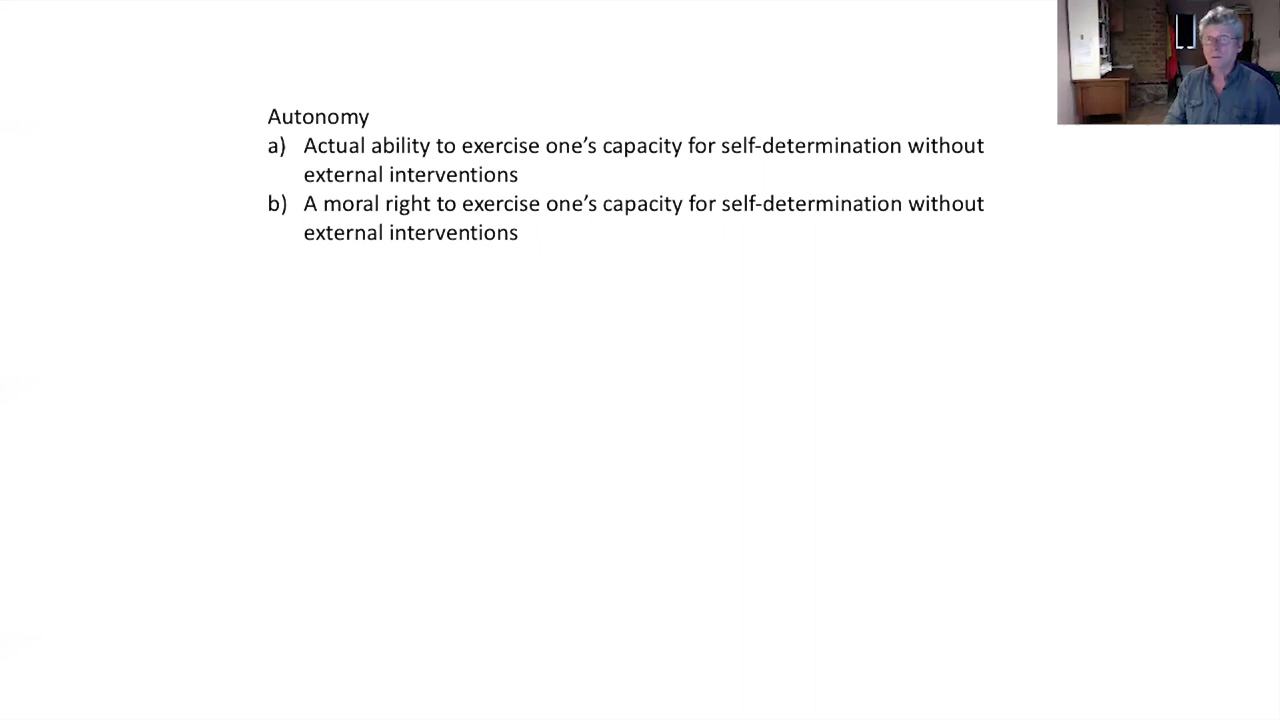 Autonomy
a) Actual ability to exercise one’s capacity for self-determination without
external interventions
b) A moral right to exercise one’s capacity for self-determination without
external interventions